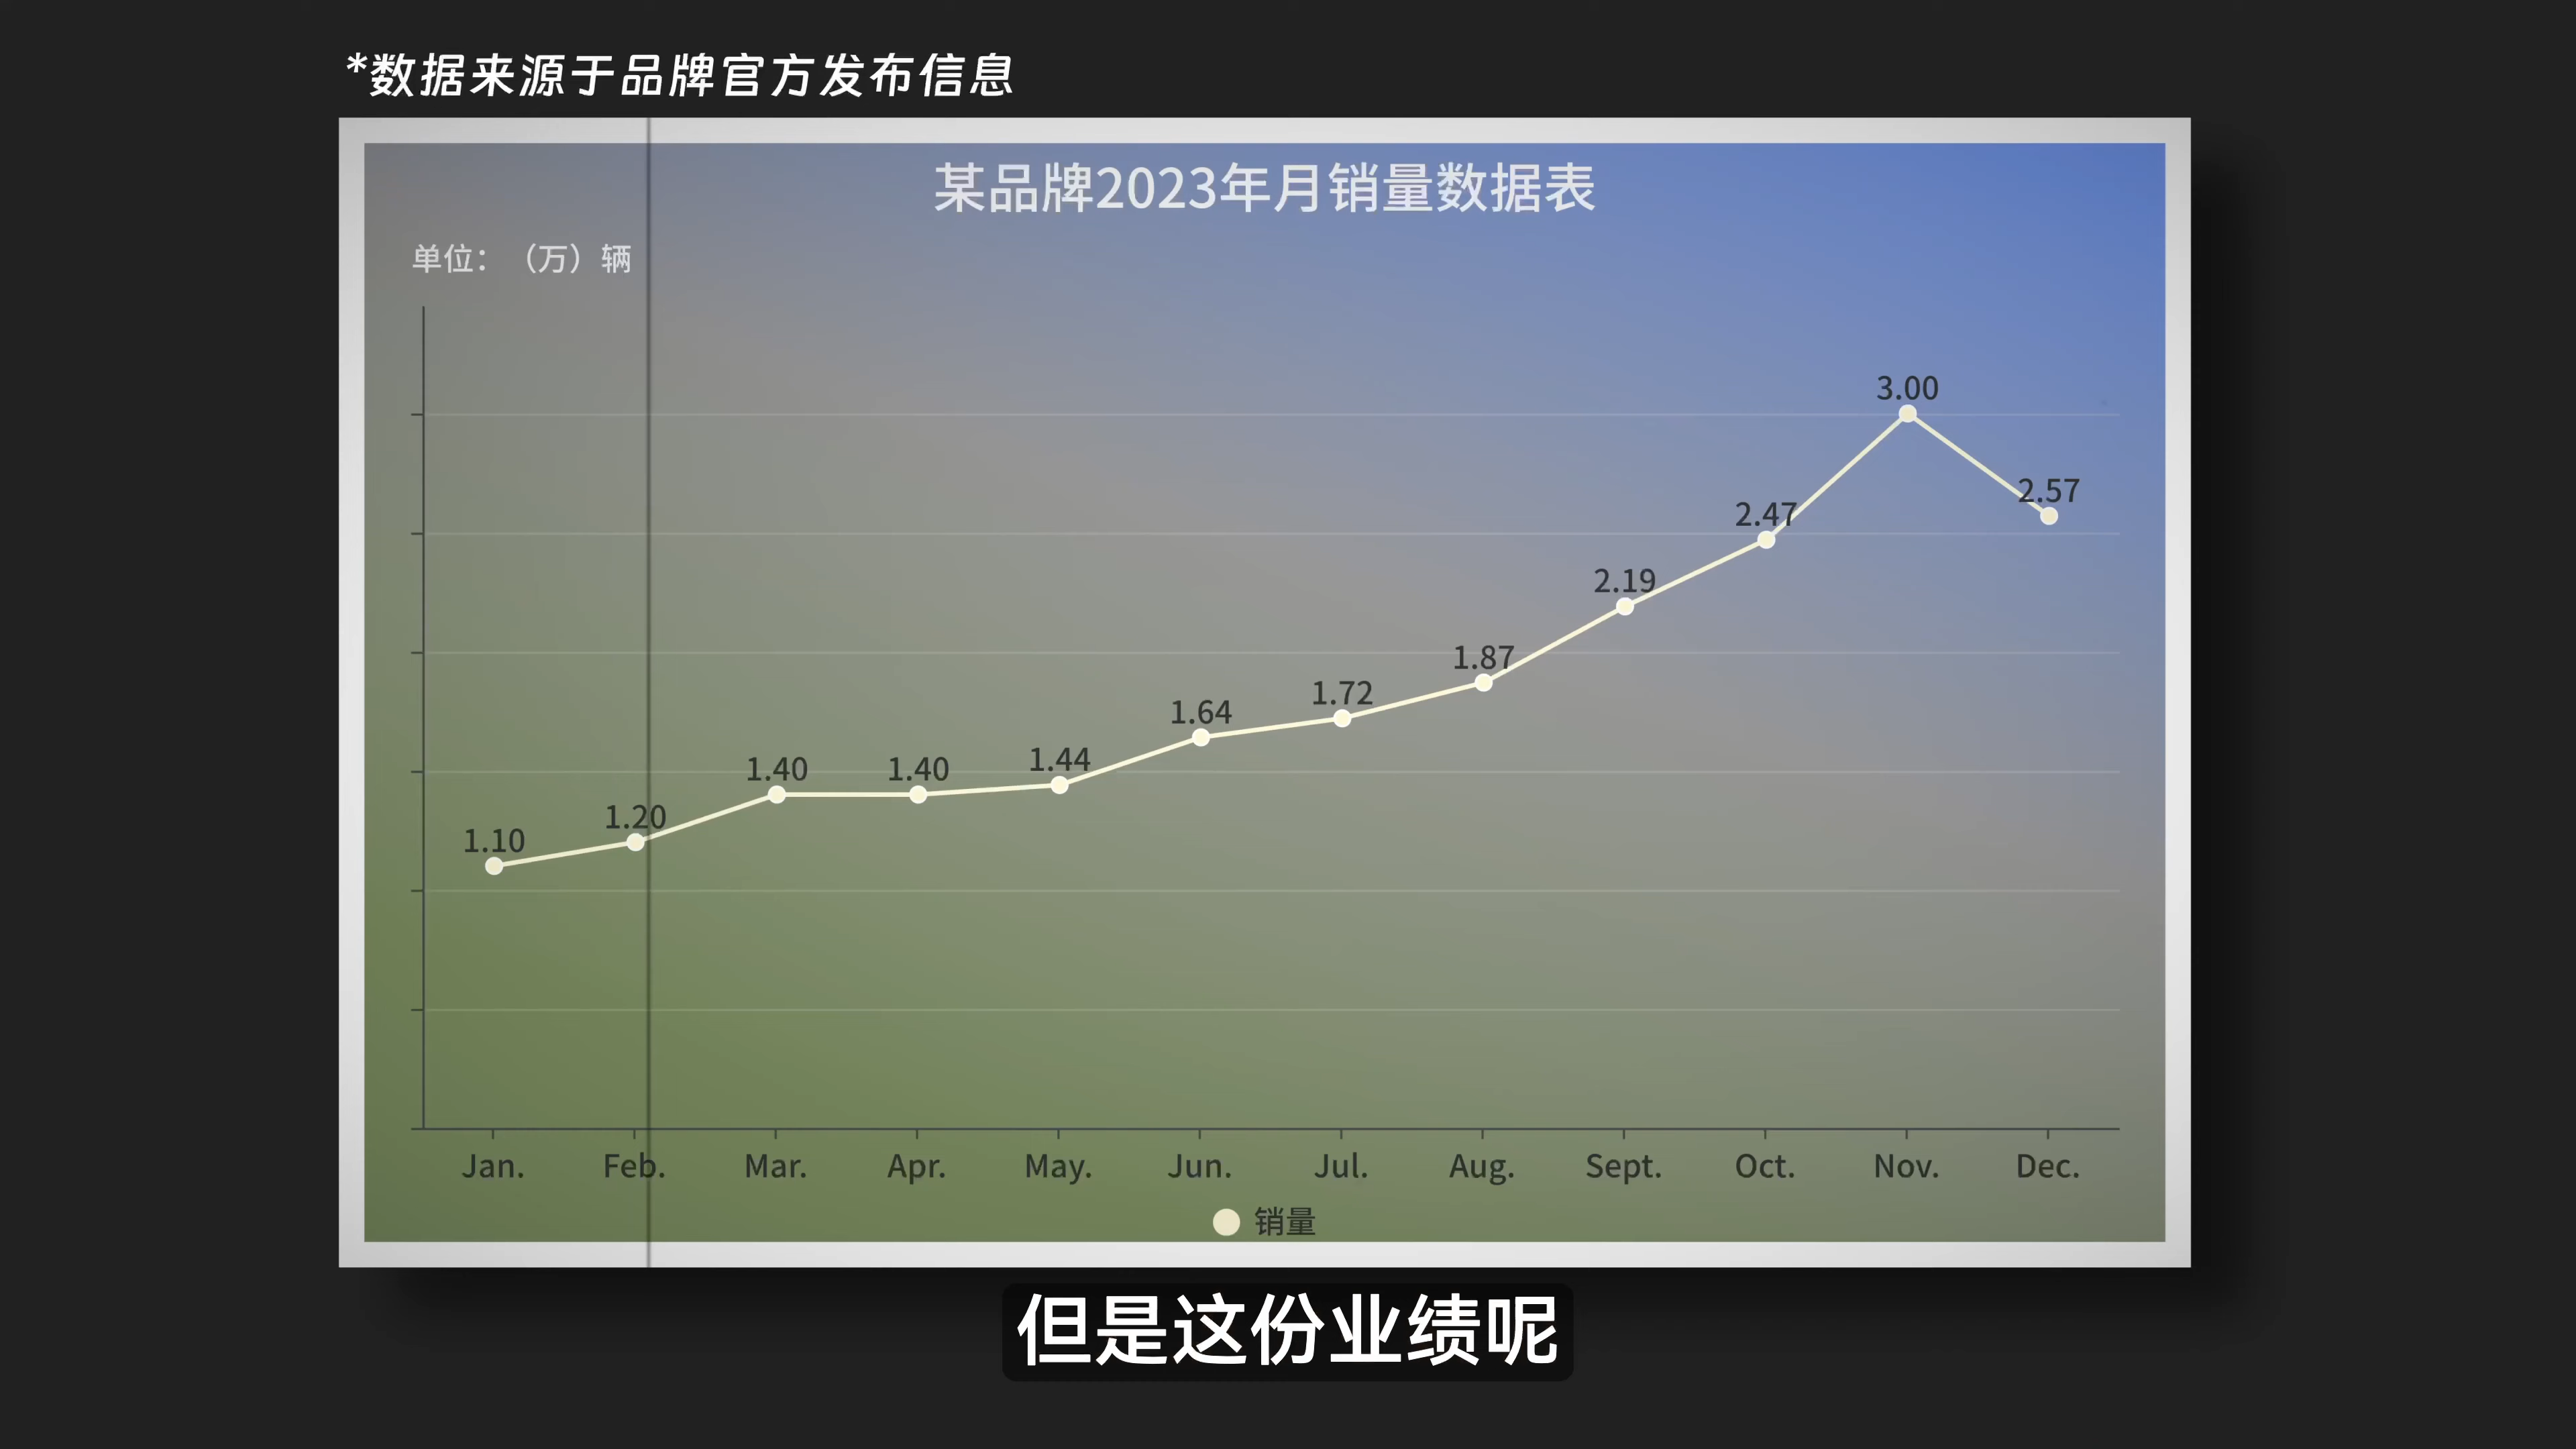 *数据来源于品牌官方发布信息
某品牌2023年月销量数据表
单位：（万）辆
3.00
2.57
2.47
2.19
1.87
1.72
1.64
1.44
1.40
1.40
1.20
1.10
Jan. Feb. Mar. Apr. May. Jun. Jul. Aug. Sept. Oct. Nov. Dec.
销量
但是这份业绩呢